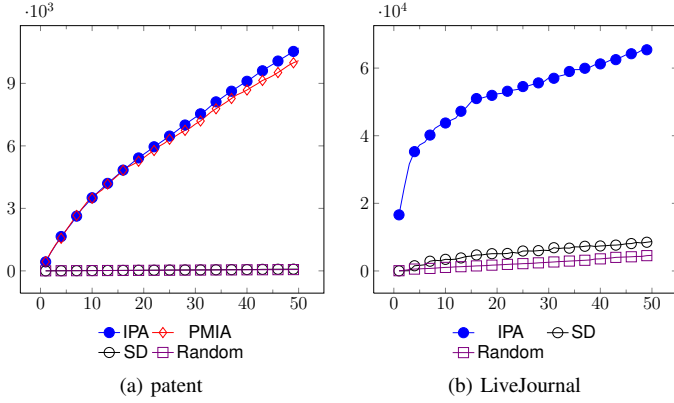 ·10³
9
6
3
0
0 10 20 30 40 50
IPA PMIA
SD Random
(a) patent
·10⁴
6
4
2
0
0 10 20 30 40 50
IPA SD
Random
(b) LiveJournal